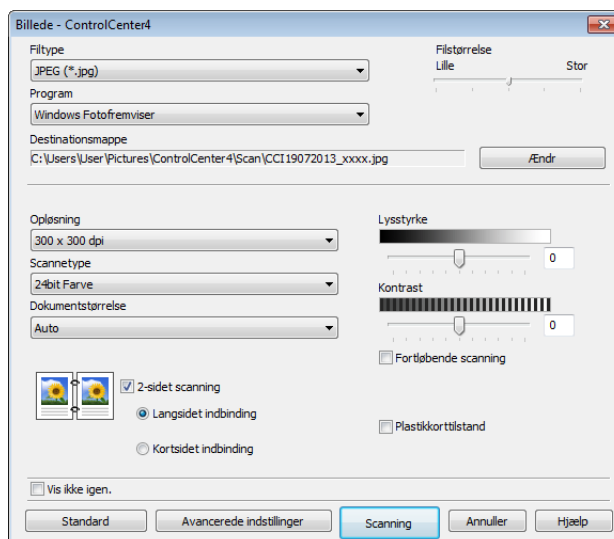 Billede - ControlCenter4
Filtype
JPEG (*.jpg)
Filstørrelse
Lille Stor
Program
Windows Fotofremviser
Destinationsmappe
C:\Users\User\Pictures\ControlCenter4\Scan\CCI19072013_xxxx.jpg
Ændr
Opløsning
300 x 300 dpi
Scannetype
24bit Farve
Dokumentstørrelse
Auto
Lysstyrke
0
Kontrast
0
Fortløbende scanning
2-sidet scanning
Langsidet indbinding
Kortsidet indbinding
Plastikkorttilstand
Vis ikke igen.
Standard Avancerede indstillinger Scanning Annuller Hjælp